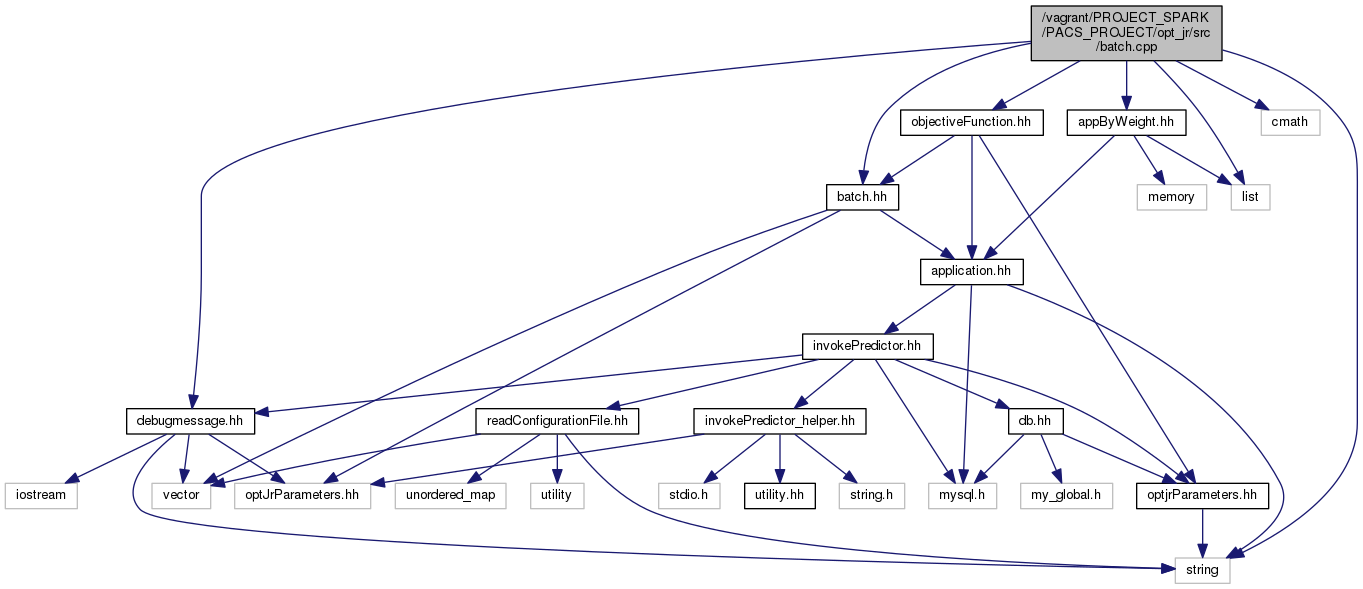 /vagrant/PROJECT_SPARK
/PACS_PROJECT/opt_jr/src
/batch.cpp
objectiveFunction.hh
appByWeight.hh
cmath
batch.hh
memory
list
application.hh
invokePredictor.hh
debugmessage.hh
readConfigurationFile.hh
invokePredictor_helper.hh
db.hh
iostream
vector
optJrParameters.hh
unordered_map
utility
stdio.h
utility.hh
string.h
mysql.h
my_global.h
optjrParameters.hh
string